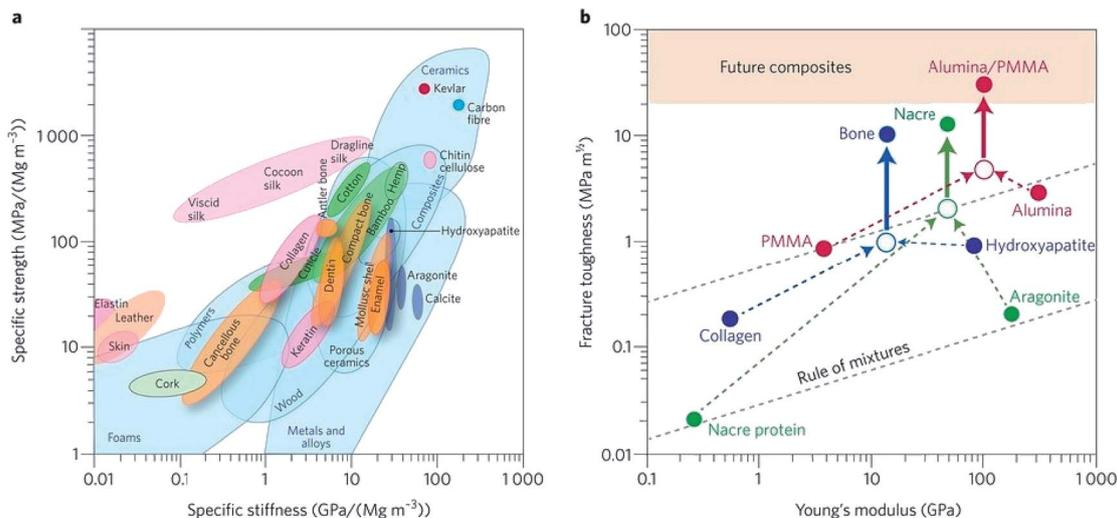 a
Specific strength (MPa/(Mg m⁻³))
1 000
100
10
1
0.01
0.1
1
10
100
1 000
Specific stiffness (GPa/(Mg m⁻³))
Ceramics
Kevlar
Carbon
fibre
Dragline
silk
Cocoon
silk
Viscid
silk
Antler bone
Cotton
Hemp
Chitin
cellulose
Composites
Bamboo
Compact bone
Hydroxyapatite
Collagen
Cuticle
Dentin
Mollusc shell
Enamel
Aragonite
Calcite
Elastin
Leather
Skin
Polymers
Cancellous
bone
Keratin
Porous
ceramics
Cork
Wood
Foams
Metals and
alloys
b
Fracture toughness (MPa m½)
100
10
1
0.1
0.01
0.1
1
10
100
1000
Young's modulus (GPa)
Future composites
Alumina/PMMA
Nacre
Bone
Alumina
PMMA
Hydroxyapatite
Aragonite
Collagen
Rule of mixtures
Nacre protein